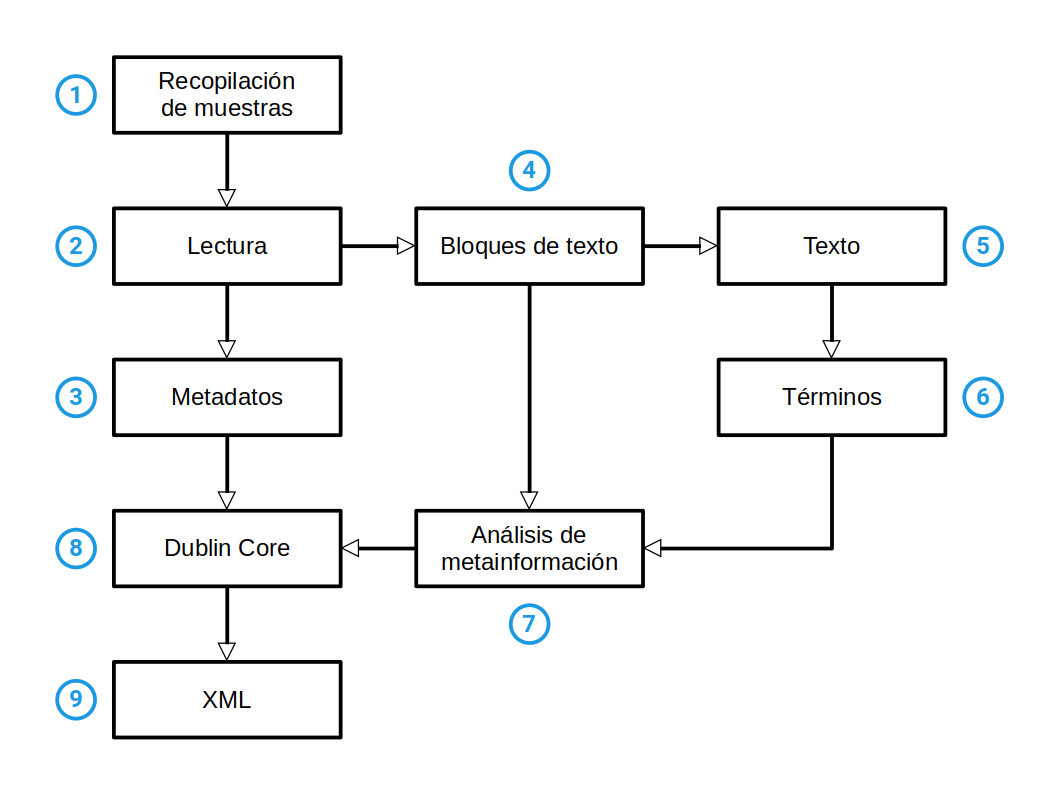 1
Recopilación
de muestras
4
2
Lectura
Bloques de texto
Texto
5
3
Metadatos
Términos
6
8
Dublin Core
Análisis de
metainformación
7
9
XML